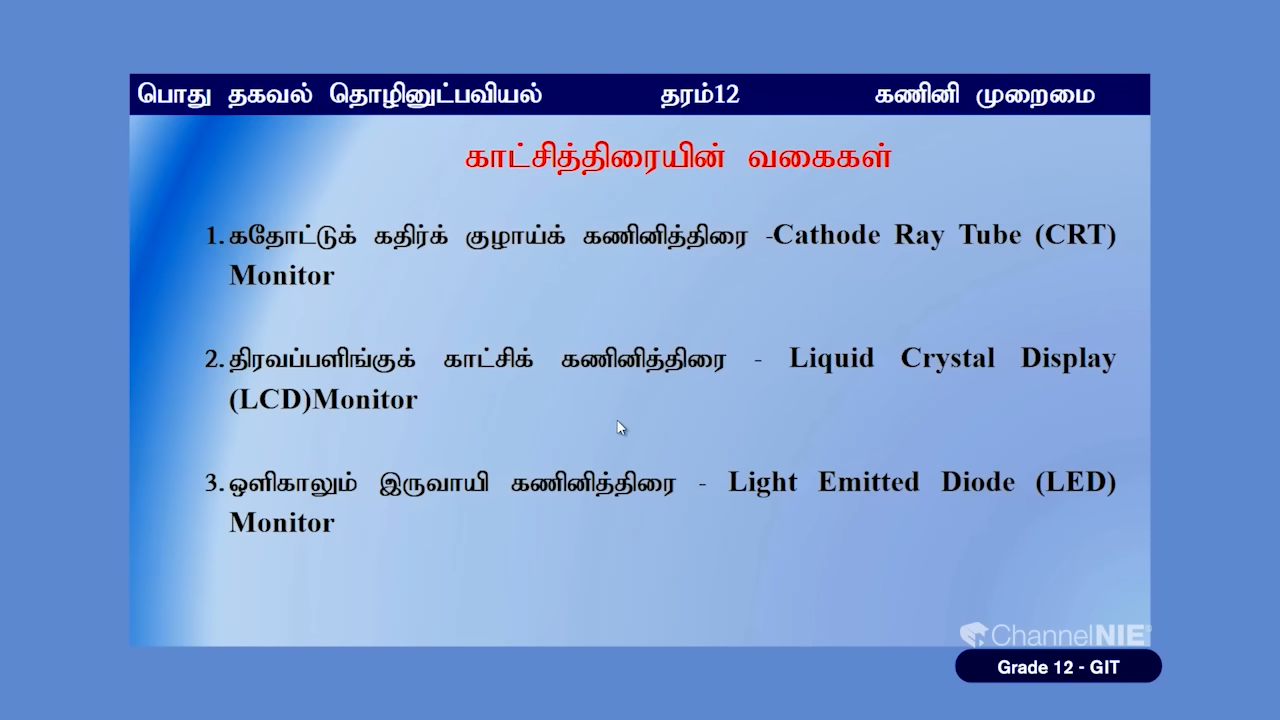 பொது தகவல் தொழினுட்பவியல் தரம்12 கணினி முறைமை
காட்சித்திரையின் வகைகள்
1. கதோட்டுக் கதிர்க் குழாய்க் கணினித்திரை -Cathode Ray Tube (CRT)
Monitor
2. திரவப்பளிங்குக் காட்சிக் கணினித்திரை - Liquid Crystal Display
(LCD)Monitor
3. ஒளிகாலும் இருவாயி கணினித்திரை - Light Emitted Diode (LED)
Monitor
ChannelNIE®
Grade 12 - GIT